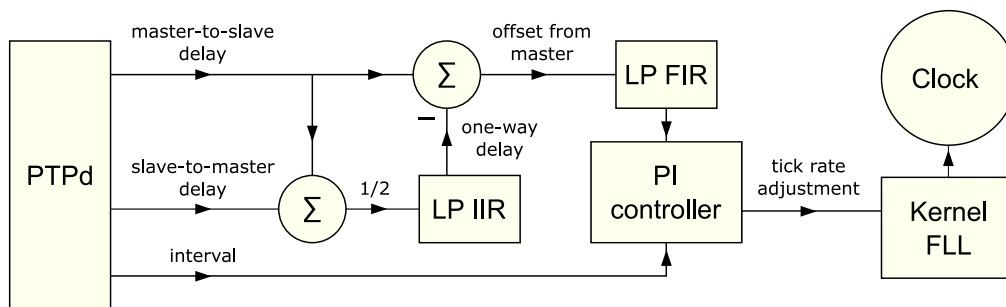 master-to-slave
delay
offset from
master
Σ
LP FIR
Clock
−
one-way
delay
PTPd
slave-to-master
delay
Σ
1/2
LP IIR
PI
controller
tick rate
adjustment
Kernel
FLL
interval